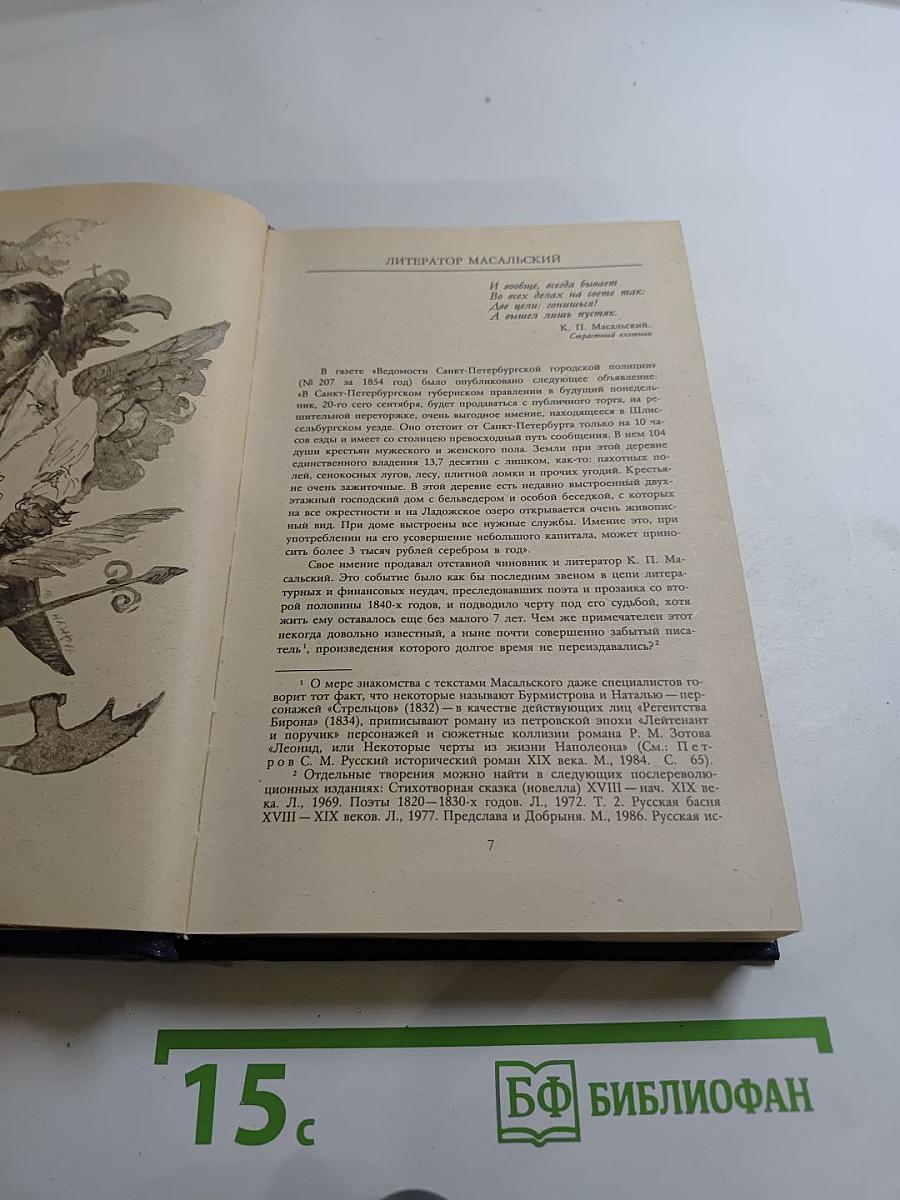 ЛИТЕРАТОР МАСАЛЬСКИЙ
И вообще, всегда бывает
Во всех делах на свете так:
Две цели: гонишься!
А вышел лишь пустяк.
К. П. Масальский.
Страстный охотник
В газете «Ведомости Санкт-Петербургской городской полиции»
(№ 207 за 1854 год) было опубликовано следующее объявление:
«В Санкт-Петербургском губернском правлении в будущий понедель-
ник, 20-го сего сентября, будет продаваться с публичного торга, на ре-
шительной переторжке, очень выгодное имение, находящееся в Шлис-
сельбургском уезде. Оно отстоит от Санкт-Петербурга только на 10 ча-
сов езды и имеет со столицею превосходный путь сообщения. В нем 104
души крестьян мужеского и женского пола. Земли при этой деревне
единственного владения 13,7 десятин с лишком, как-то: пахотных по-
лей, сенокосных лугов, лесу, плитной ломки и прочих угодий. Крестья-
не очень зажиточные. В этой деревне есть недавно выстроенный двух-
этажный господский дом с бельведером и особой беседкой, с которых
на все окрестности и на Ладожское озеро открывается очень живопис-
ный вид. При доме выстроены все нужные службы. Имение это, при
употреблении на его усовершение небольшого капитала, может прино-
сить более 3 тысяч рублей серебром в год».
Свое имение продавал отставной чиновник и литератор К. П. Ма-
сальский. Это событие было как бы последним звеном в цепи литера-
турных и финансовых неудач, преследовавших поэта и прозаика со вто-
рой половины 1840-х годов, и подводило черту под его судьбой, хотя
жить ему оставалось еще без малого 7 лет. Чем же примечателен этот
некогда довольно известный, а ныне почти совершенно забытый писа-
тель¹, произведения которого долгое время не переиздавались?²
¹ О мере знакомства с текстами Масальского даже специалистов го-
ворит тот факт, что некоторые называют Бурмистрова и Наталью — пер-
сонажей «Стрельцов» (1832) — в качестве действующих лиц «Регентства
Бирона» (1834), приписывают роману из петровской эпохи «Лейтенант
и поручик» персонажей и сюжетные коллизии романа Р. М. Зотова
«Леонид, или Некоторые черты из жизни Наполеона» (См.: Пет-
ров С. М. Русский исторический роман XIX века. М., 1984. С. 65).
² Отдельные творения можно найти в следующих послереволю-
ционных изданиях: Стихотворная сказка (новелла) XVIII — нач. XIX ве-
ка. Л., 1969. Поэты 1820—1830-х годов. Л., 1972. Т. 2. Русская басня
XVIII — XIX веков. Л., 1977. Предслава и Добрыня. М., 1986. Русская ис-
7
15 с
БФ БИБЛИОФАН